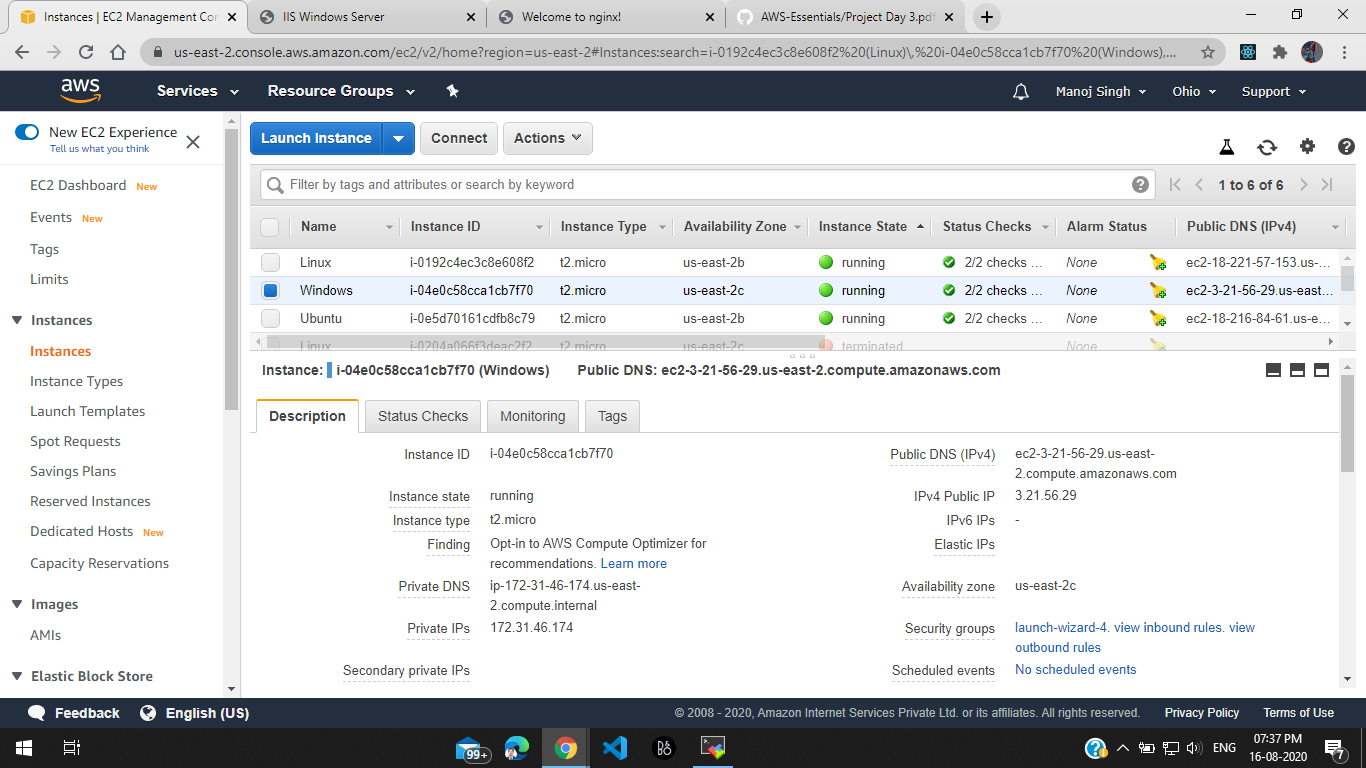 Instances | EC2 Management Con
IIS Windows Server
Welcome to nginx!
AWS-Essentials/Project Day 3.pdf
us-east-2.console.aws.amazon.com/ec2/v2/home?region=us-east-2#Instances:search=i-0192c4ec3c8e608f2%20(Linux)\,%20i-04e0c58cca1cb7f70%20(Windows),...
aws
Services
Resource Groups
Manoj Singh
Ohio
Support
New EC2 Experience
Tell us what you think
EC2 Dashboard New
Events New
Tags
Limits
Instances
Instances
Instance Types
Launch Templates
Spot Requests
Savings Plans
Reserved Instances
Dedicated Hosts New
Capacity Reservations
Images
AMIs
Elastic Block Store
Launch Instance
Connect
Actions
Filter by tags and attributes or search by keyword
1 to 6 of 6
Name Instance ID Instance Type Availability Zone Instance State Status Checks Alarm Status Public DNS (IPv4)
Linux i-0192c4ec3c8e608f2 t2.micro us-east-2b running 2/2 checks ... None ec2-18-221-57-153.us-...
Windows i-04e0c58cca1cb7f70 t2.micro us-east-2c running 2/2 checks ... None ec2-3-21-56-29.us-east...
Ubuntu i-0e5d70161cdfb8c79 t2.micro us-east-2b running 2/2 checks ... None ec2-18-216-84-61.us-e...
Linux i-0204a066f3deac2f2 t2.micro us-east-2c terminated None
Instance: i-04e0c58cca1cb7f70 (Windows) Public DNS: ec2-3-21-56-29.us-east-2.compute.amazonaws.com
Description
Status Checks
Monitoring
Tags
Instance ID i-04e0c58cca1cb7f70
Instance state running
Instance type t2.micro
Finding Opt-in to AWS Compute Optimizer for
recommendations. Learn more
Private DNS ip-172-31-46-174.us-east-
2.compute.internal
Private IPs 172.31.46.174
Secondary private IPs
Public DNS (IPv4) ec2-3-21-56-29.us-east-
2.compute.amazonaws.com
IPv4 Public IP 3.21.56.29
IPv6 IPs -
Elastic IPs
Availability zone us-east-2c
Security groups launch-wizard-4. view inbound rules. view
outbound rules
Scheduled events No scheduled events
Feedback
English (US)
© 2008 - 2020, Amazon Internet Services Private Ltd. or its affiliates. All rights reserved.
Privacy Policy
Terms of Use
99+
ENG
07:37 PM
16-08-2020
7